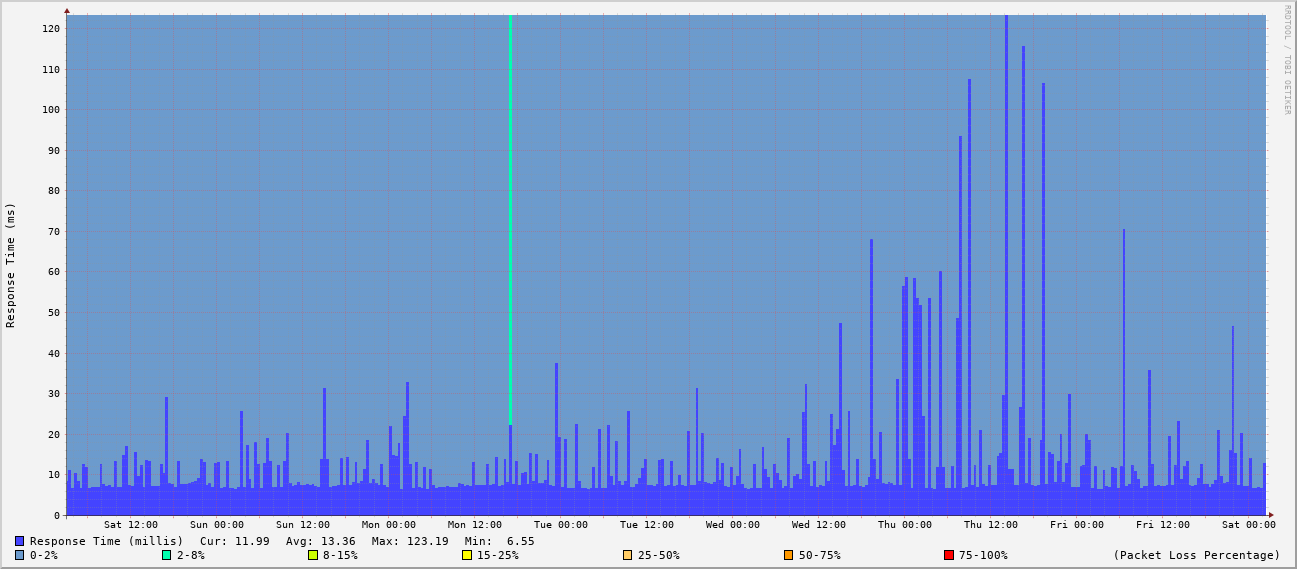 RRDTOOL / TOBI OETIKER
Response Time (ms)
120
110
100
90
80
70
60
50
40
30
20
10
0
Sat 12:00 Sun 00:00 Sun 12:00 Mon 00:00 Mon 12:00 Tue 00:00 Tue 12:00 Wed 00:00 Wed 12:00 Thu 00:00 Thu 12:00 Fri 00:00 Fri 12:00 Sat 00:00
Response Time (millis) Cur: 11.99 Avg: 13.36 Max: 123.19 Min: 6.55
0-2% 2-8% 8-15% 15-25% 25-50% 50-75% 75-100% (Packet Loss Percentage)